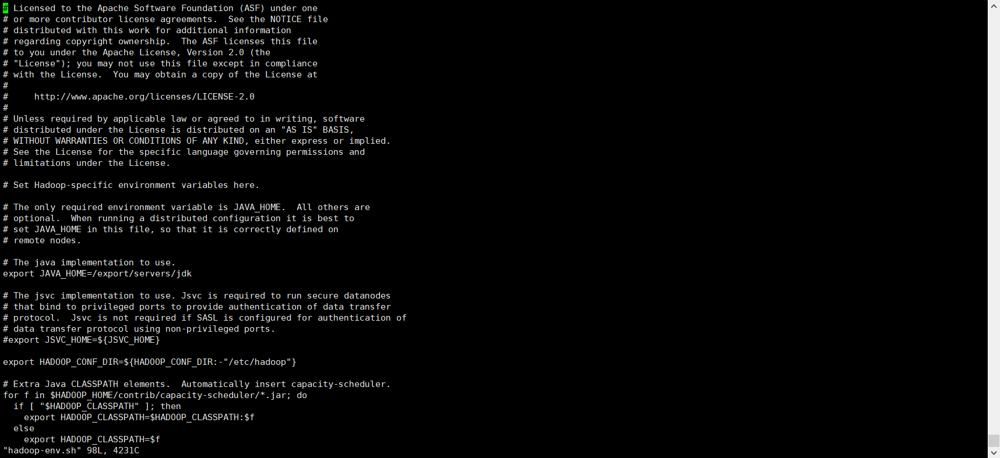 # Licensed to the Apache Software Foundation (ASF) under one
# or more contributor license agreements.  See the NOTICE file
# distributed with this work for additional information
# regarding copyright ownership.  The ASF licenses this file
# to you under the Apache License, Version 2.0 (the
# "License"); you may not use this file except in compliance
# with the License.  You may obtain a copy of the License at
#
#     http://www.apache.org/licenses/LICENSE-2.0
#
# Unless required by applicable law or agreed to in writing, software
# distributed under the License is distributed on an "AS IS" BASIS,
# WITHOUT WARRANTIES OR CONDITIONS OF ANY KIND, either express or implied.
# See the License for the specific language governing permissions and
# limitations under the License.

# Set Hadoop-specific environment variables here.

# The only required environment variable is JAVA_HOME.  All others are
# optional.  When running a distributed configuration it is best to
# set JAVA_HOME in this file, so that it is correctly defined on
# remote nodes.

# The java implementation to use.
export JAVA_HOME=/export/servers/jdk

# The jsvc implementation to use. Jsvc is required to run secure datanodes
# that bind to privileged ports to provide authentication of data transfer
# protocol.  Jsvc is not required if SASL is configured for authentication of
# data transfer protocol using non-privileged ports.
#export JSVC_HOME=${JSVC_HOME}

export HADOOP_CONF_DIR=${HADOOP_CONF_DIR:-"/etc/hadoop"}

# Extra Java CLASSPATH elements.  Automatically insert capacity-scheduler.
for f in $HADOOP_HOME/contrib/capacity-scheduler/*.jar; do
  if [ "$HADOOP_CLASSPATH" ]; then
    export HADOOP_CLASSPATH=$HADOOP_CLASSPATH:$f
  else
    export HADOOP_CLASSPATH=$f
"hadoop-env.sh" 98L, 4231C